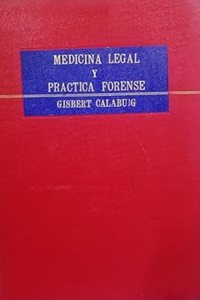 MEDICINA LEGAL
Y
PRACTICA FORENSE
GISBERT CALABUIG